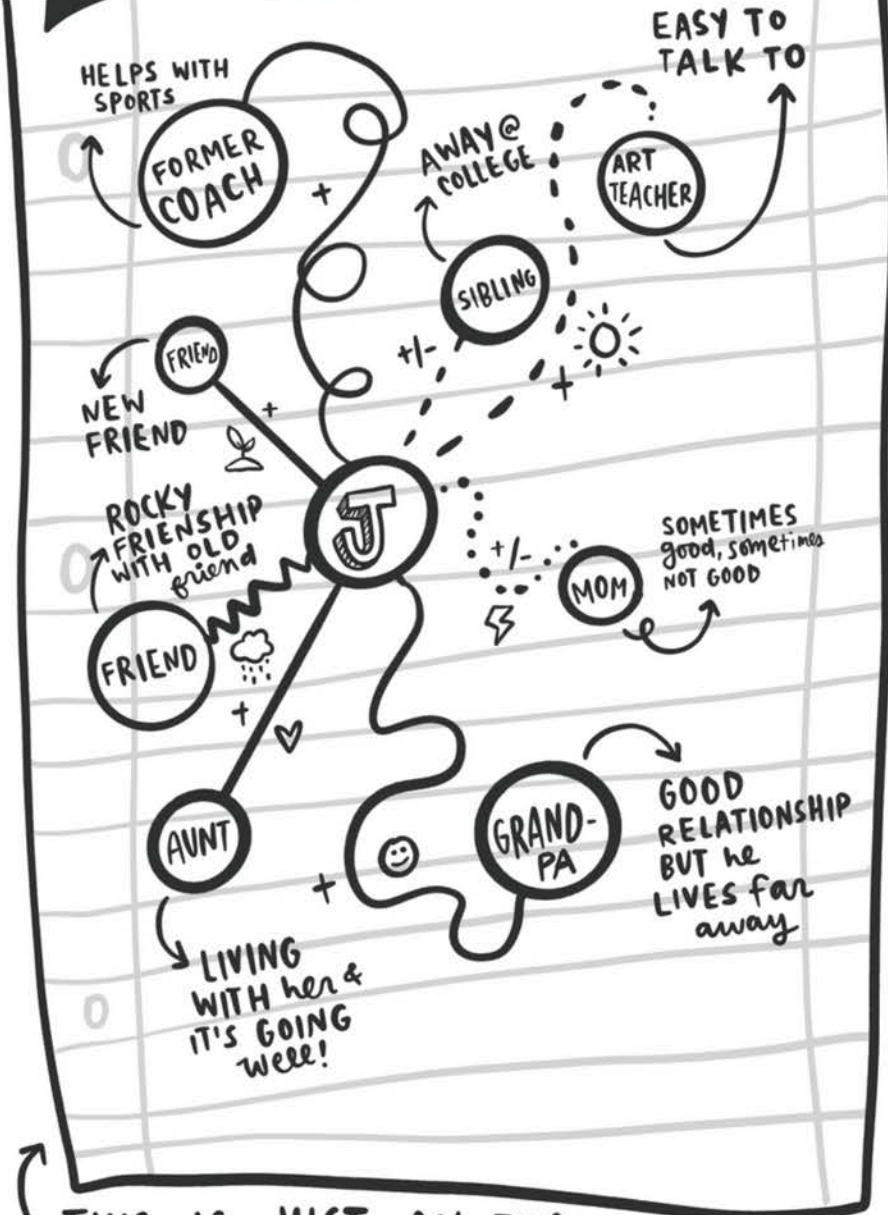 EASY TO
TALK TO
HELPS WITH
SPORTS
FORMER
COACH
+
AWAY @
COLLEGE
ART
TEACHER
SIBLING
+/-
+
FRIEND
NEW
FRIEND
+
J
ROCKY
FRIENSHIP
WITH OLD
friend
FRIEND
+/-
MOM
SOMETIMES
good, sometimes
NOT GOOD
+
AUNT
GRAND-
PA
GOOD
RELATIONSHIP
BUT he
LIVES far
away
+
LIVING
WITH her &
IT'S GOING
well!